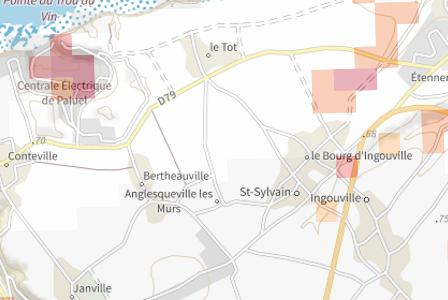 Pointe du Trou du
Vin
le Tot
Centrale Électrique
de Paluel
D79
Étennem
70
68
Conteville
le Bourg d'Ingouville
Bertheauville
Anglesqueville les
Murs
St-Sylvain
Ingouville
75
Janville